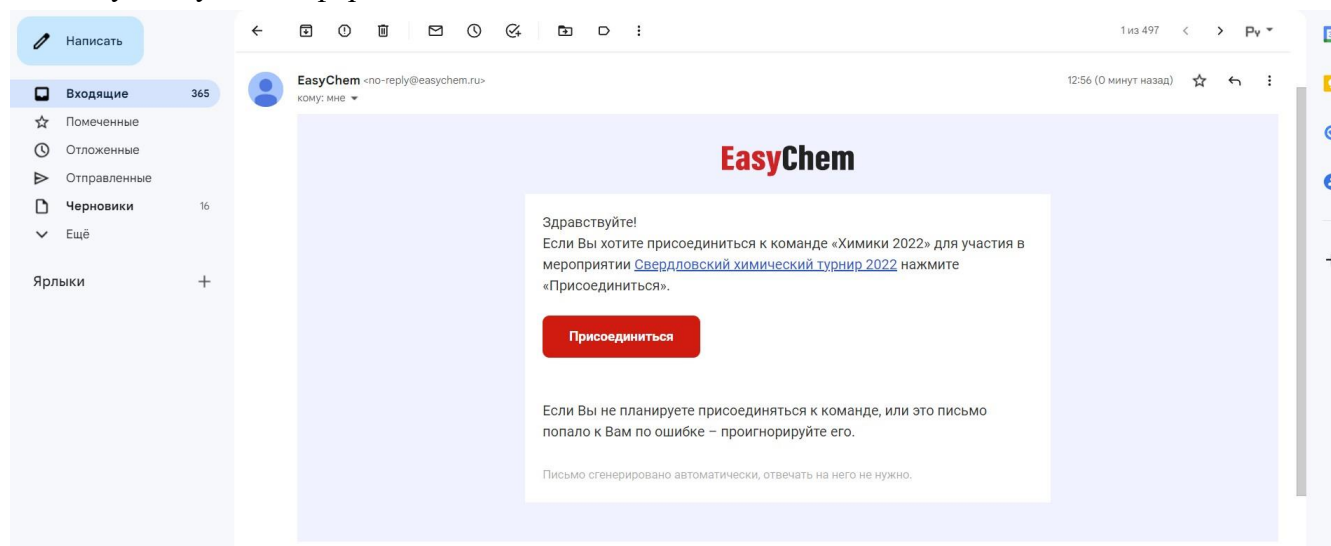 Написать
1 из 497
Ру
EasyChem <no-reply@easychem.ru>
12:56 (0 минут назад)
кому: мне
Входящие 365
Помеченные
Отложенные
Отправленные
Черновики 16
Ещё
Ярлыки
EasyChem
Здравствуйте!
Если Вы хотите присоединиться к команде «Химики 2022» для участия в
мероприятии Свердловский химический турнир 2022 нажмите
«Присоединиться».
Присоединиться
Если Вы не планируете присоединяться к команде, или это письмо
попало к Вам по ошибке – проигнорируйте его.
Письмо сгенерировано автоматически, отвечать на него не нужно.